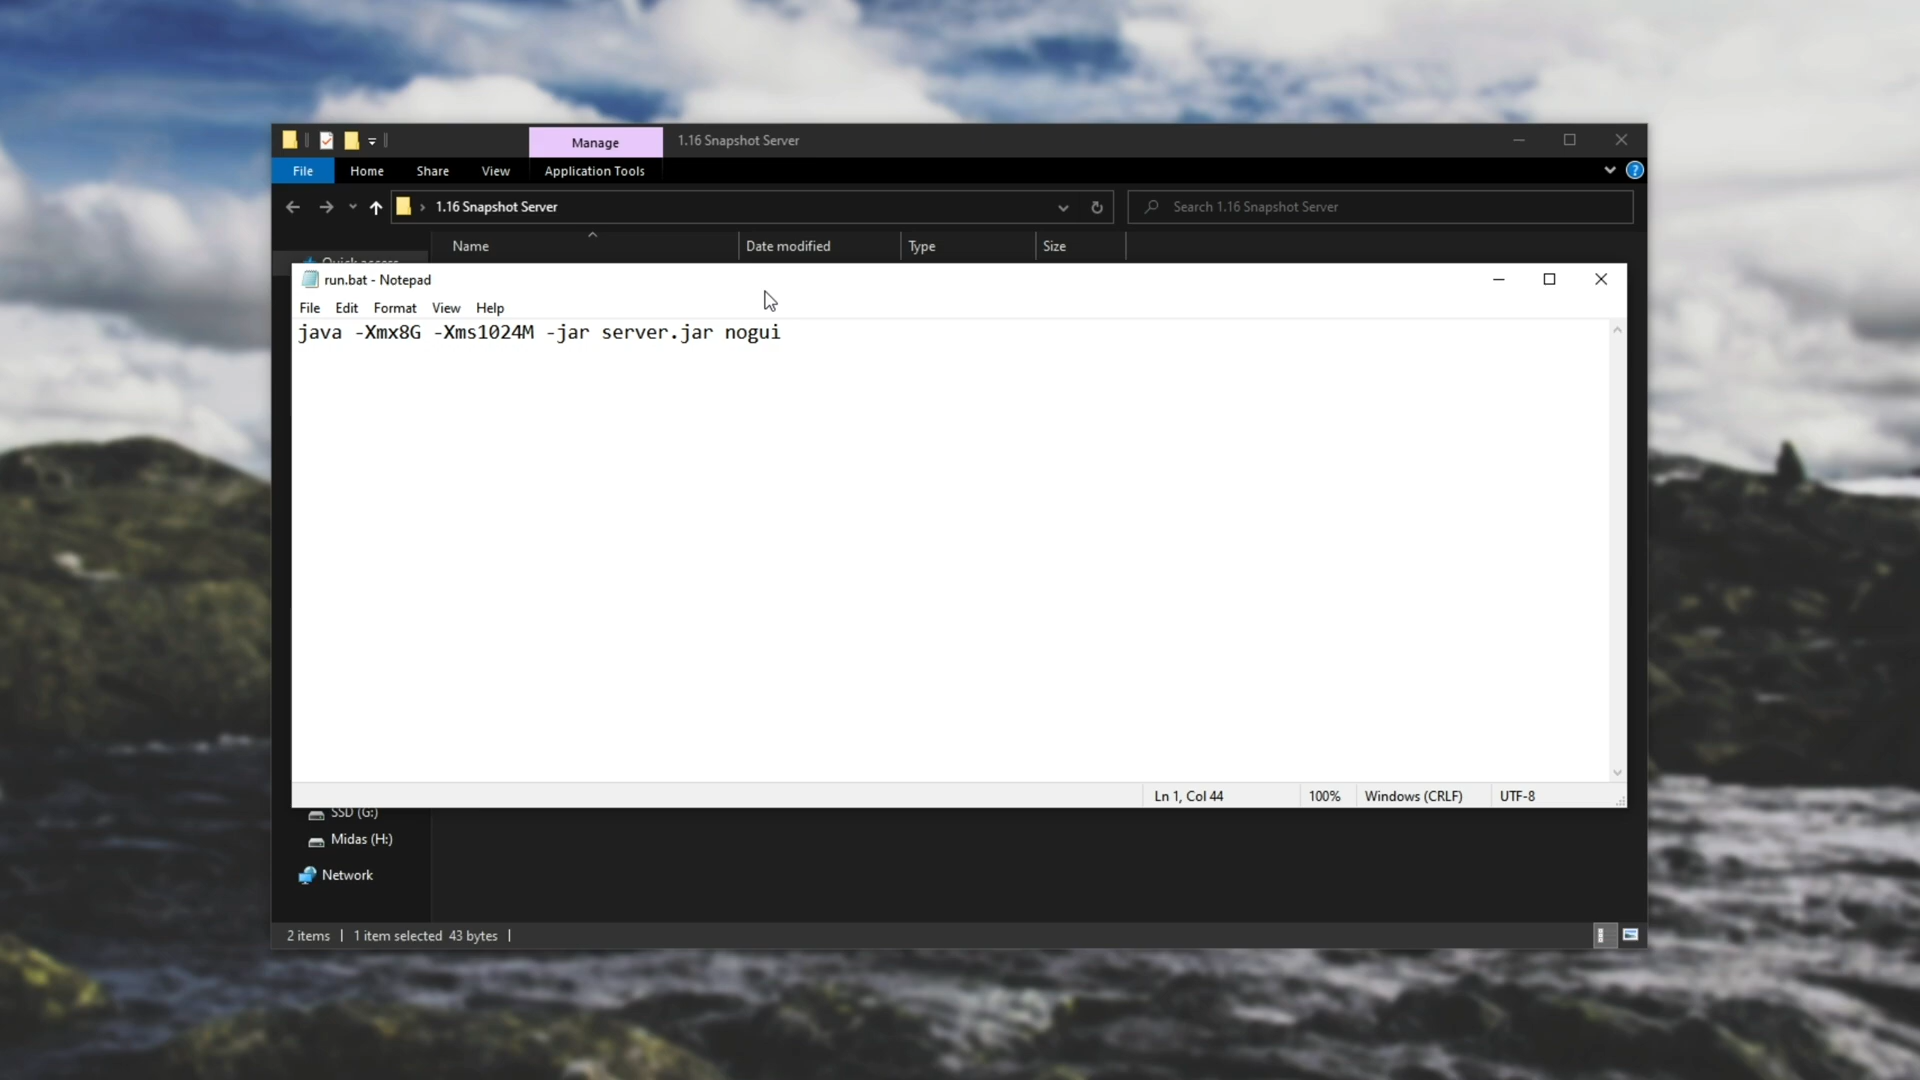 Manage
1.16 Snapshot Server
File
Home
Share
View
Application Tools
?
1.16 Snapshot Server
Search 1.16 Snapshot Server
Name
Date modified
Type
Size
Quick access
run.bat - Notepad
File
Edit
Format
View
Help
java -Xmx8G -Xms1024M -jar server.jar nogui
Ln 1, Col 44
100%
Windows (CRLF)
UTF-8
SSD (G:)
Midas (H:)
Network
2 items
1 item selected 43 bytes